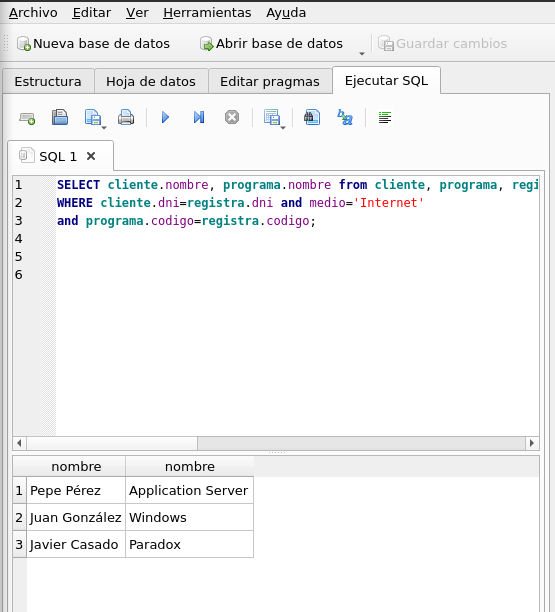 Archivo Editar Ver Herramientas Ayuda
Nueva base de datos Abrir base de datos Guardar cambios
Estructura Hoja de datos Editar pragmas Ejecutar SQL
SQL 1
1 SELECT cliente.nombre, programa.nombre from cliente, programa, regi
2 WHERE cliente.dni=registra.dni and medio='Internet'
3 and programa.codigo=registra.codigo;
4
5
6
nombre nombre
1 Pepe Pérez Application Server
2 Juan González Windows
3 Javier Casado Paradox